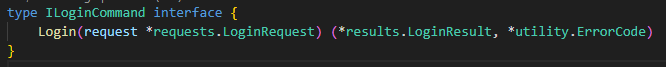 type ILoginCommand interface {
    Login(request *requests.LoginRequest) (*results.LoginResult, *utility.ErrorCode)
}